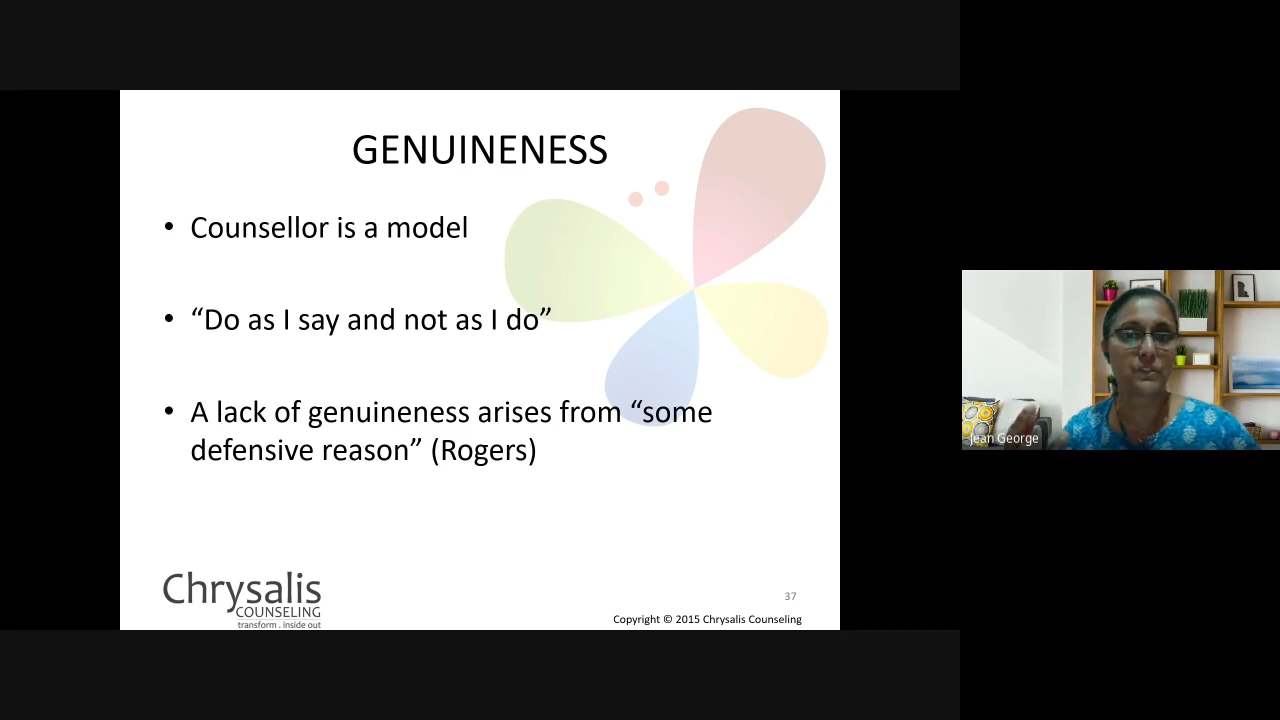 GENUINENESS
• Counsellor is a model
• “Do as I say and not as I do”
• A lack of genuineness arises from “some
defensive reason” (Rogers)
Chrysalis
COUNSELING
transform . inside out
37
Copyright © 2015 Chrysalis Counseling
Jean George